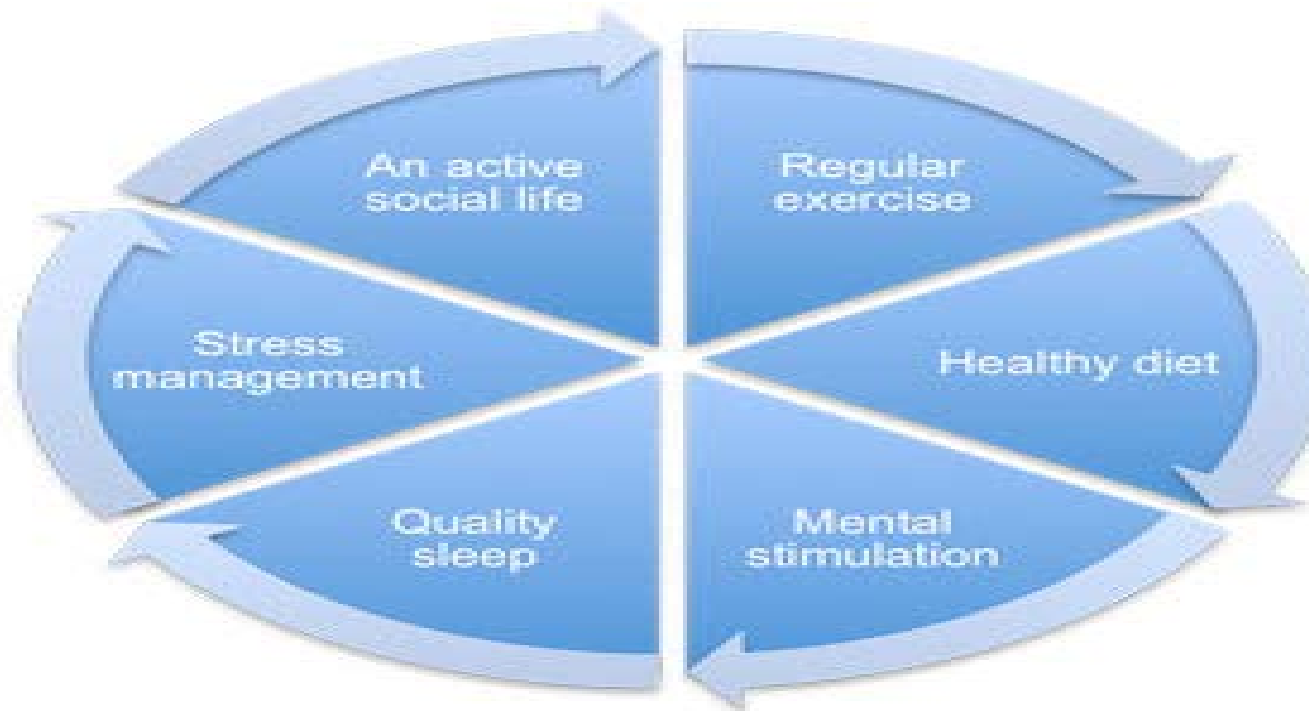 An active
social life
Regular
exercise
Healthy diet
Mental
stimulation
Quality
sleep
Stress
management